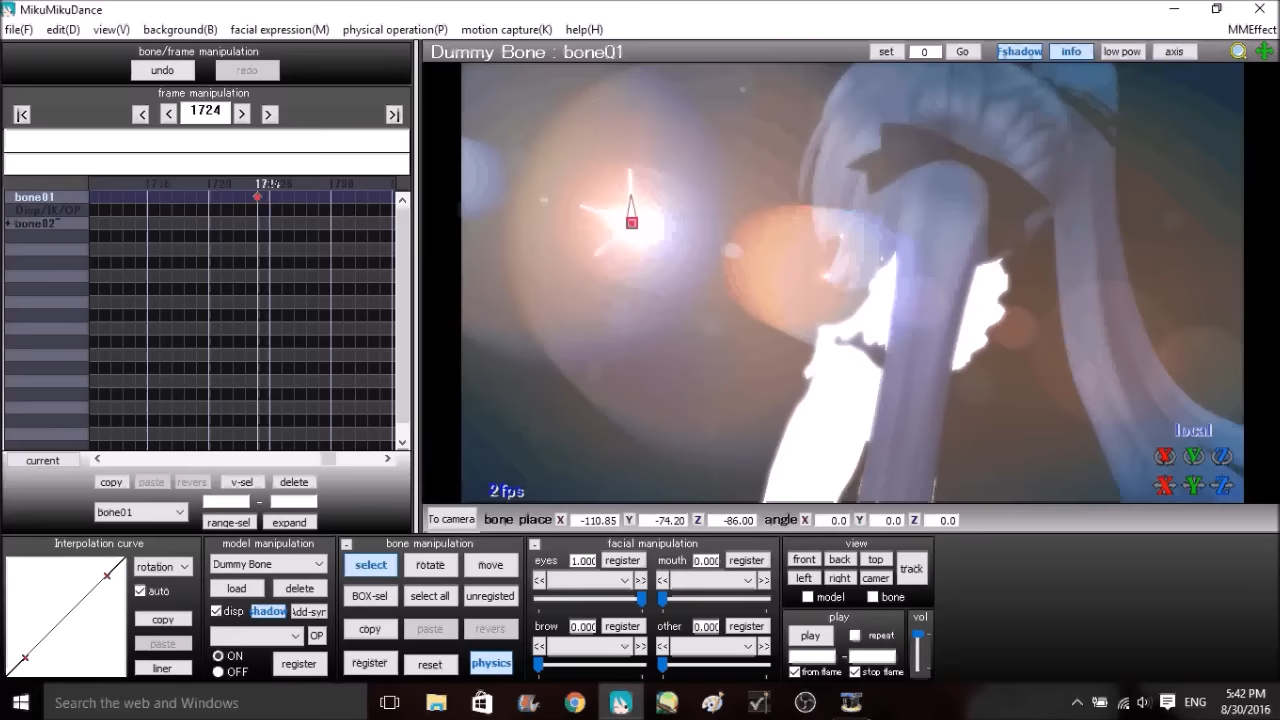 MikuMikuDance
file(F) edit(D) view(V) background(B) facial expression(M) physical operation(P) motion capture(K) help(H) MMEffect
bone/frame manipulation
undo redo
frame manipulation
|< < < 1724 > > >|
Dummy Bone : bone01 set 0 Go info low pow axis
1720
bone01
Disp/IK/OP
bone02
current < >
copy paste revers v-sel delete
bone01 -
range-sel expand
2 fps
local
X Y Z
X Y Z
To camera bone place X -110.85 Y -74.20 Z -86.00 angle X 0.0 Y 0.0 Z 0.0
Interpolation curve
rotation
auto
copy
paste
liner
model manipulation
Dummy Bone
load delete
disp
OP
ON
OFF
register
- bone manipulation
select rotate move
BOX-sel select all unregisted
copy paste revers
register reset physics
- facial manipulation
eyes 1.000 register mouth 0.000 register
<< >> << >>
brow 0.000 register other 0.000 register
<< >> << >>
view
front back top
left right camer
track
model bone
play
play repeat
-
from flame stop flame
vol
Search the web and Windows
ENG
5:42 PM
8/30/2016